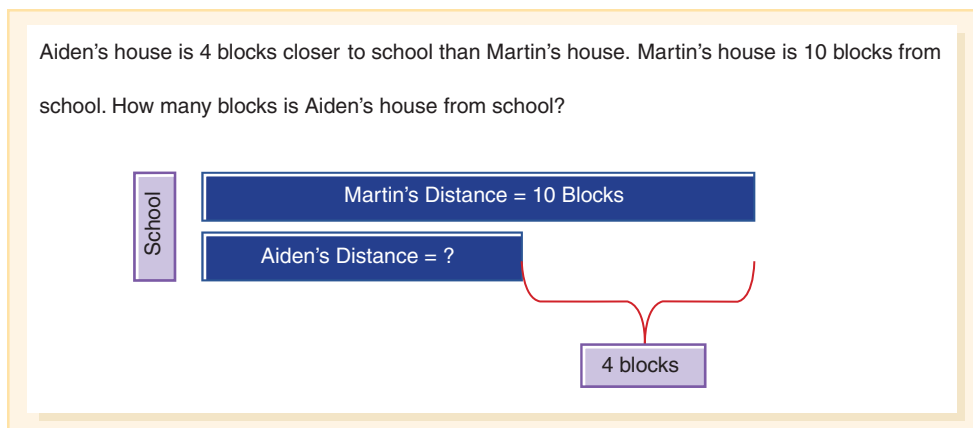 Aiden’s house is 4 blocks closer to school than Martin’s house. Martin’s house is 10 blocks from
school. How many blocks is Aiden’s house from school?
School
Martin’s Distance = 10 Blocks
Aiden’s Distance = ?
4 blocks